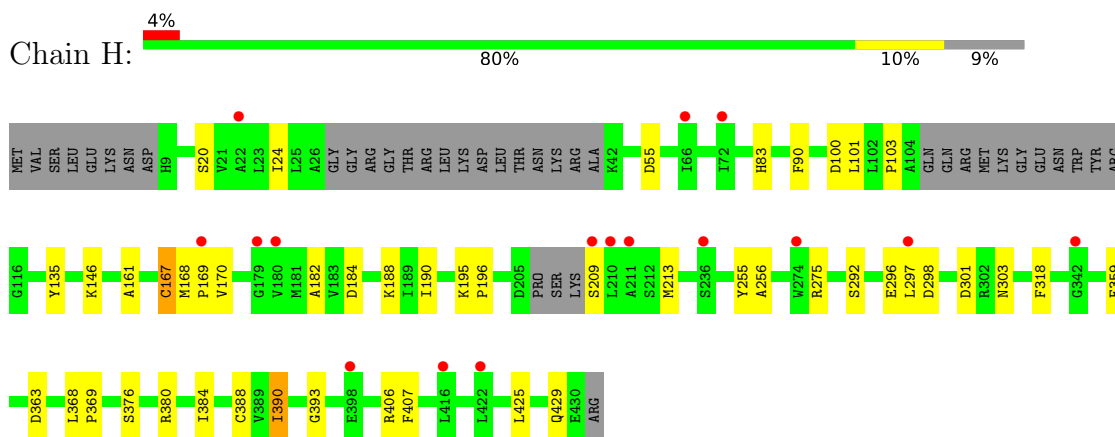 4%
Chain H:
80% 10% 9%
MET VAL SER LEU GLU LYS ASN ASP H9 S20 V21 A22 L23 I24 L25 A26 GLY GLY ARG GLY THR ARG LEU LYS ASP LEU THR ASN LYS ARG ALA K42 D55 I66 I72 H83 F90 D100 L101 L102 P103 A104 GLN GLN ARG MET LYS GLY GLU ASN TRP TYR ARG
G116 Y135 K146 A161 C167 M168 P169 V170 G179 V180 M181 A182 V183 D184 K188 I189 I190 K195 P196 D205 PRO SER LYS S209 L210 A211 S212 M213 S236 Y255 A256 W274 R275 S292 E296 L297 D298 D301 R302 N303 F318 G342 E359
D363 L368 P369 S376 R380 I384 C388 V389 I390 G393 E398 R406 F407 L416 L422 L425 Q429 E430 ARG